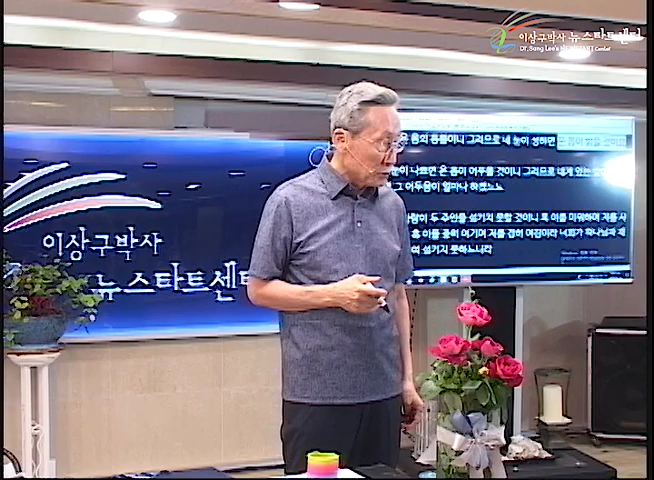 이상구박사 뉴스타트센터
Dr. Sang Lee's NEWSTART Center
몸의 등불이니 그러므로 네 눈이 성하면 온 몸이 밝을 것이요
눈이 나쁘면 온 몸이 어두울 것이니 그러므로 네게 있는
그 어두움이 얼마나 하겠느뇨
사람이 두 주인을 섬기지 못할 것이니 혹 이를 미워하며 저를 사
혹 이를 중히 여기며 저를 경히 여김이라 너희가 하나님과 재
여 섬기지 못하느니라
이상구박사
뉴스타트센터